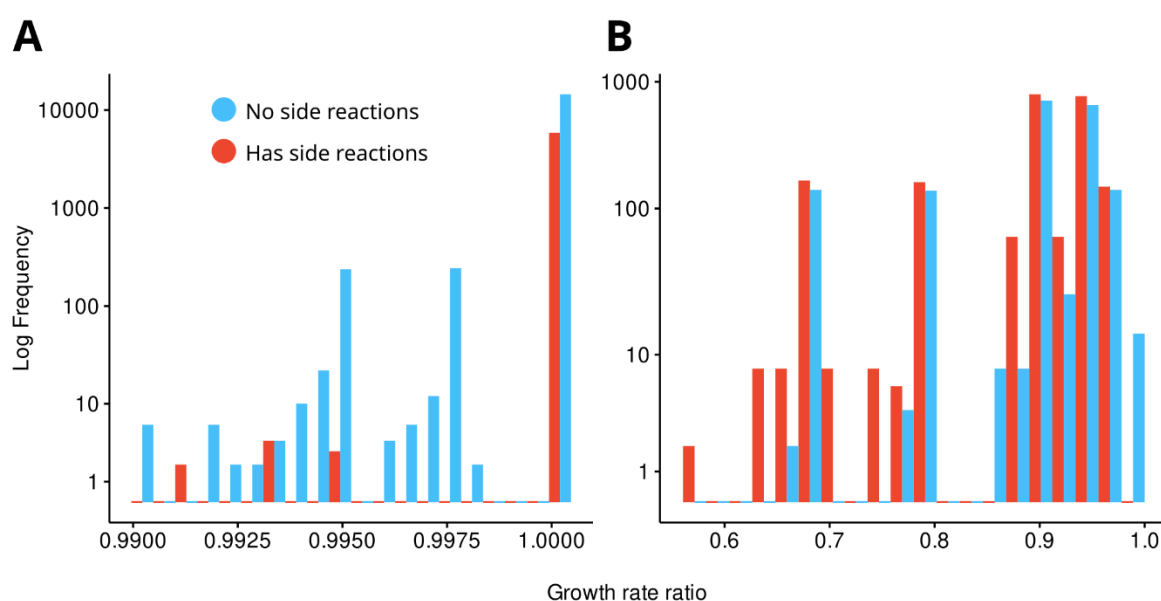 A
B
No side reactions
Has side reactions
Log Frequency
10000
1000
100
10
1
0.9900 0.9925 0.9950 0.9975 1.0000
1000
100
10
1
0.6 0.7 0.8 0.9 1.0
Growth rate ratio